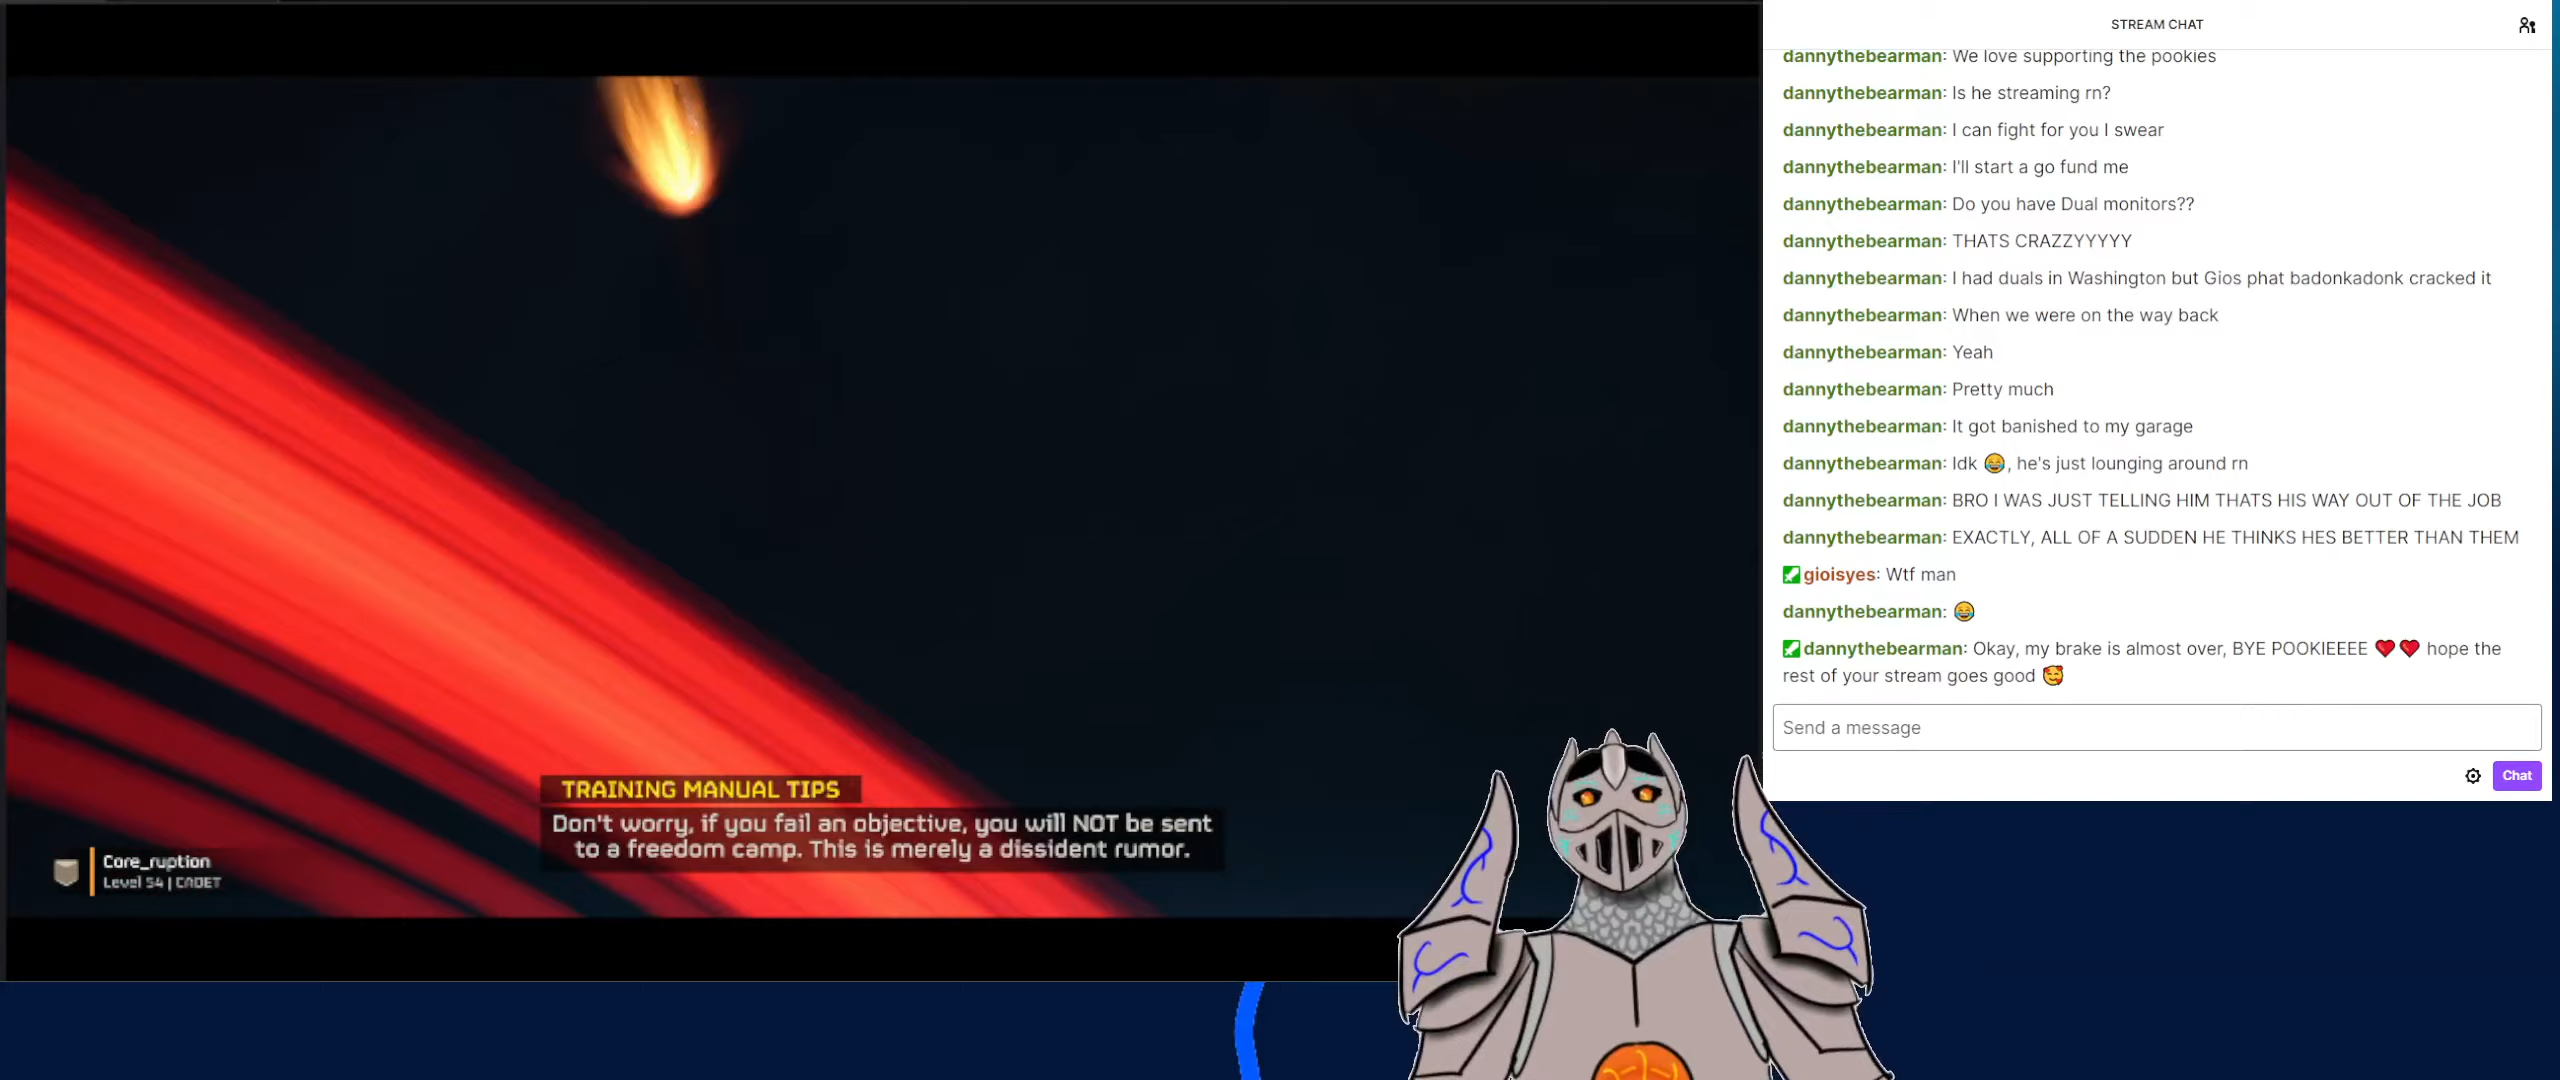 TRAINING MANUAL TIPS
Don't worry, if you fail an objective, you will NOT be sent
to a freedom camp. This is merely a dissident rumor.
Core_ruption
Level 54 | CADET
STREAM CHAT
dannythebearman: We love supporting the pookies
dannythebearman: Is he streaming rn?
dannythebearman: I can fight for you I swear
dannythebearman: I'll start a go fund me
dannythebearman: Do you have Dual monitors??
dannythebearman: THATS CRAZZYYYYY
dannythebearman: I had duals in Washington but Gios phat badonkadonk cracked it
dannythebearman: When we were on the way back
dannythebearman: Yeah
dannythebearman: Pretty much
dannythebearman: It got banished to my garage
dannythebearman: Idk 😂, he's just lounging around rn
dannythebearman: BRO I WAS JUST TELLING HIM THATS HIS WAY OUT OF THE JOB
dannythebearman: EXACTLY, ALL OF A SUDDEN HE THINKS HES BETTER THAN THEM
gioisyes: Wtf man
dannythebearman: 😂
dannythebearman: Okay, my brake is almost over, BYE POOKIEEEE ❤️❤️ hope the
rest of your stream goes good 🥰
Send a message
Chat